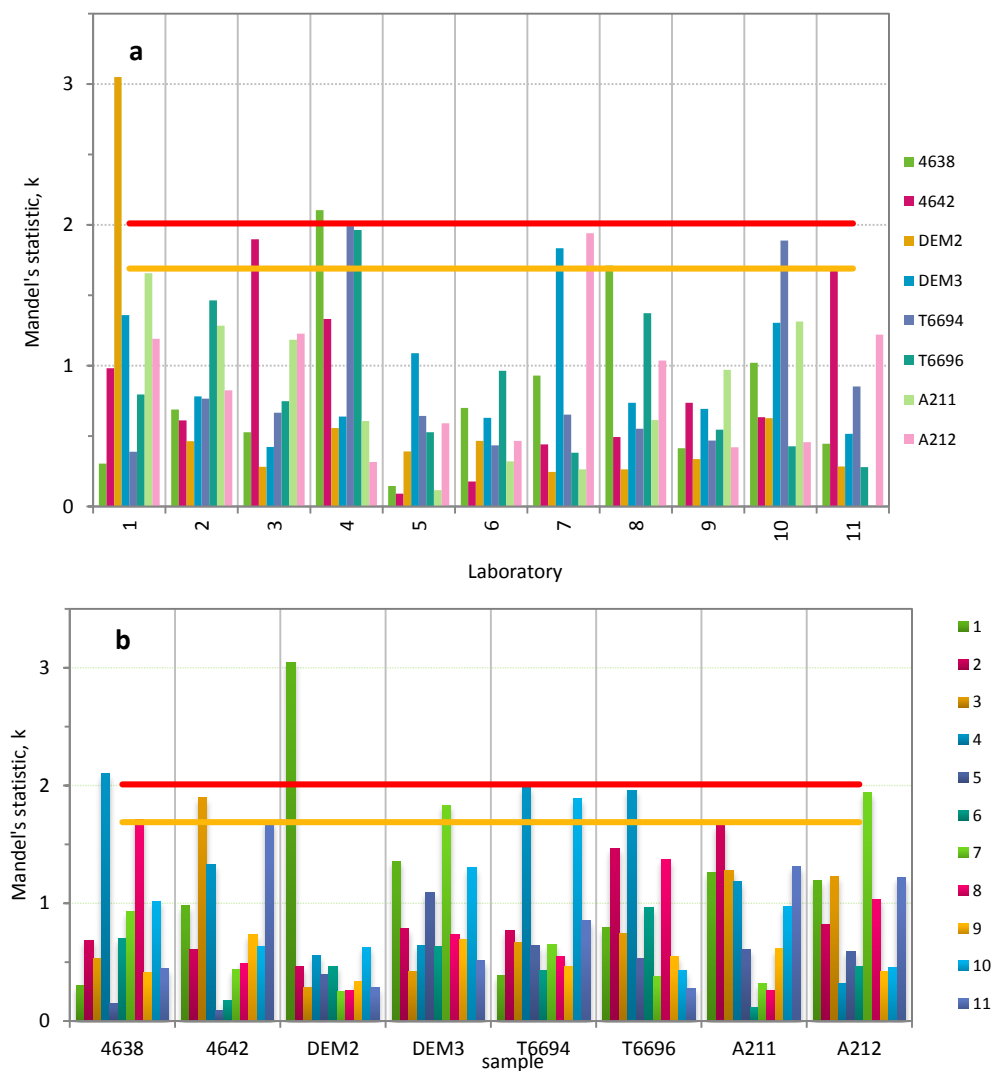 a
3
2
1
0
Mandel's statistic, k
1
2
3
4
5
6
7
8
9
10
11
Laboratory
4638
4642
DEM2
DEM3
T6694
T6696
A211
A212
b
3
2
1
0
Mandel's statistic, k
4638 4642 DEM2 DEM3 T6694 T6696 A211 A212
sample
1
2
3
4
5
6
7
8
9
10
11